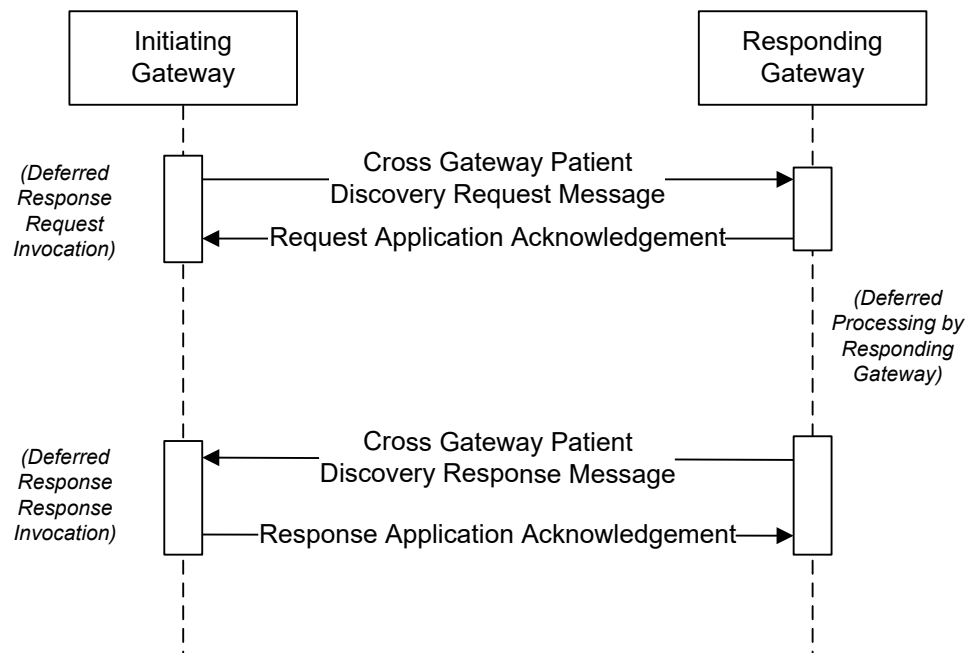 Initiating
Gateway
Responding
Gateway
(Deferred
Response
Request
Invocation)
Cross Gateway Patient
Discovery Request Message
Request Application Acknowledgement
(Deferred
Processing by
Responding
Gateway)
(Deferred
Response
Response
Invocation)
Cross Gateway Patient
Discovery Response Message
Response Application Acknowledgement